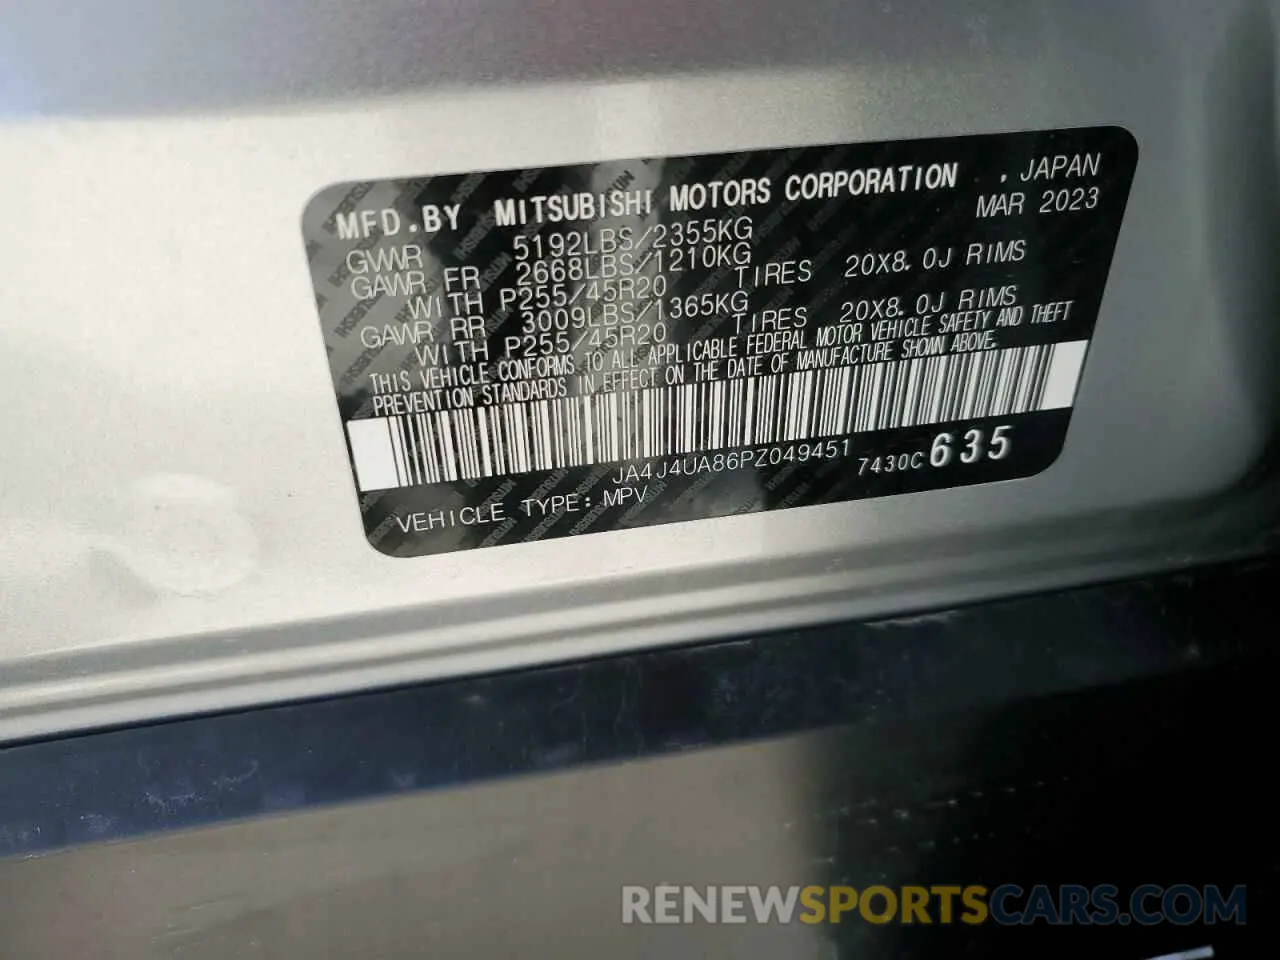 MFD.BY MITSUBISHI MOTORS CORPORATION , JAPAN
MAR 2023
GWR 5192LBS/2355KG
GAWR FR 2668LBS/1210KG
WITH P255/45R20 TIRES 20X8.0J RIMS
GAWR RR 3009LBS/1365KG
WITH P255/45R20 TIRES 20X8.0J RIMS
THIS VEHICLE CONFORMS TO ALL APPLICABLE FEDERAL MOTOR VEHICLE SAFETY AND THEFT
PREVENTION STANDARDS IN EFFECT ON THE DATE OF MANUFACTURE SHOWN ABOVE.
JA4J4UA86PZ049451 7430C 635
VEHICLE TYPE: MPV
RENEWSPORTSCARS.COM